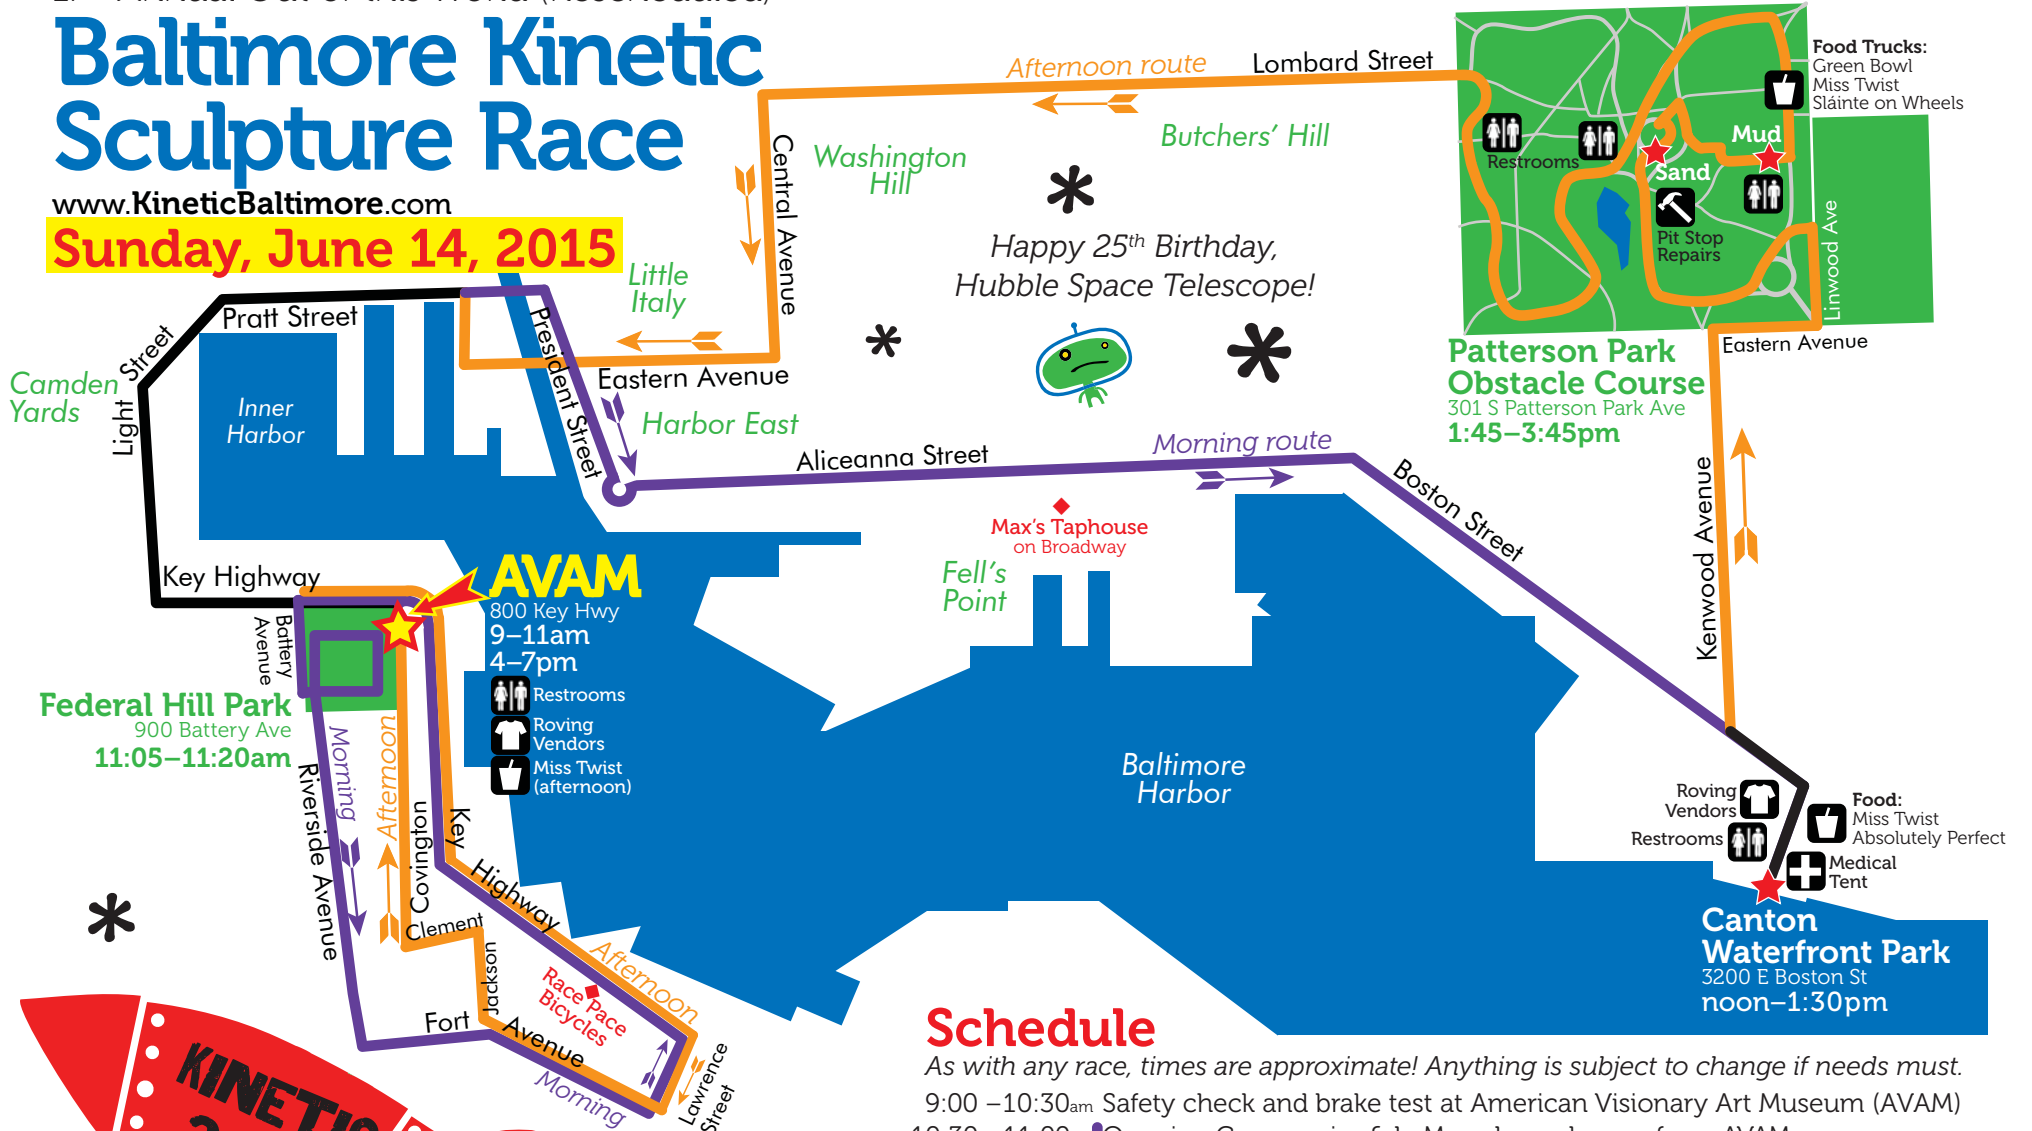 Baltimore Kinetic
Sculpture Race
www.KineticBaltimore.com
Sunday, June 14, 2015
Afternoon route
Lombard Street
Central Avenue
Washington
Hill
Butchers' Hill
Happy 25th Birthday,
Hubble Space Telescope!
Little
Italy
Food Trucks:
Green Bowl
Miss Twist
Sláinte on Wheels
Restrooms
Mud
Sand
Pit Stop
Repairs
Linwood Ave
Eastern Avenue
Patterson Park
Obstacle Course
301 S Patterson Park Ave
1:45–3:45pm
Pratt Street
Light Street
Camden
Yards
Inner
Harbor
President Street
Eastern Avenue
Harbor East
Aliceanna Street
Morning route
Boston Street
Kenwood Avenue
Max's Taphouse
on Broadway
Fell's
Point
Key Highway
Battery
Avenue
AVAM
800 Key Hwy
9–11am
4–7pm
Restrooms
Roving
Vendors
Miss Twist
(afternoon)
Federal Hill Park
900 Battery Ave
11:05–11:20am
Morning
Riverside Avenue
Afternoon
Covington
Key Highway
Clement
Jackson
Fort Avenue
Race Pace
Bicycles
Afternoon
Morning
Lawrence
Street
Baltimore
Harbor
Roving
Vendors
Restrooms
Food:
Miss Twist
Absolutely Perfect
Medical
Tent
Canton
Waterfront Park
3200 E Boston St
noon–1:30pm
KINETIC
Schedule
As with any race, times are approximate! Anything is subject to change if needs must.
9:00 –10:30am Safety check and brake test at American Visionary Art Museum (AVAM)